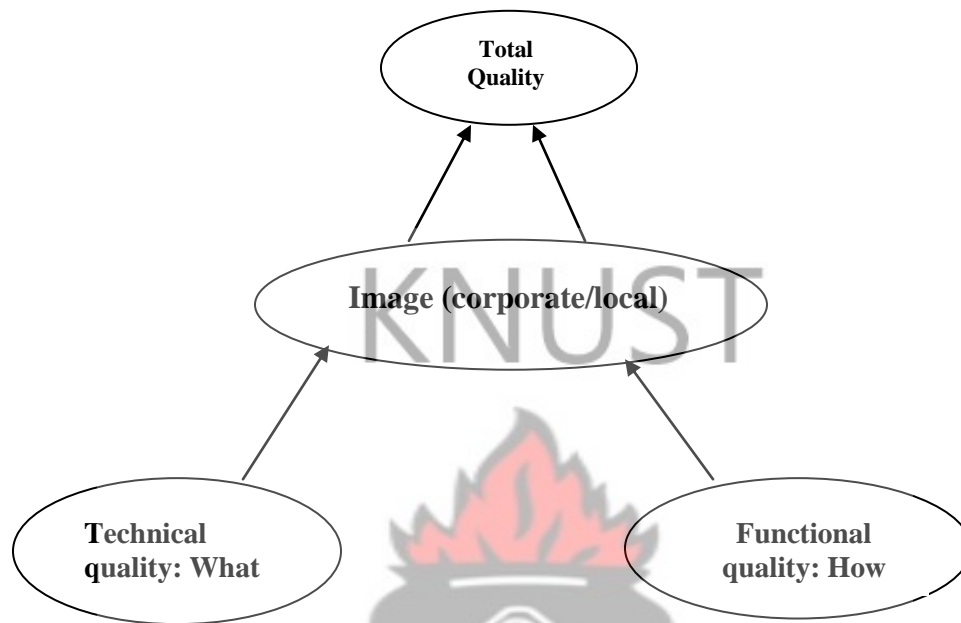 Total
Quality
Image (corporate/local)
KNUST
Technical
quality: What
Functional
quality: How